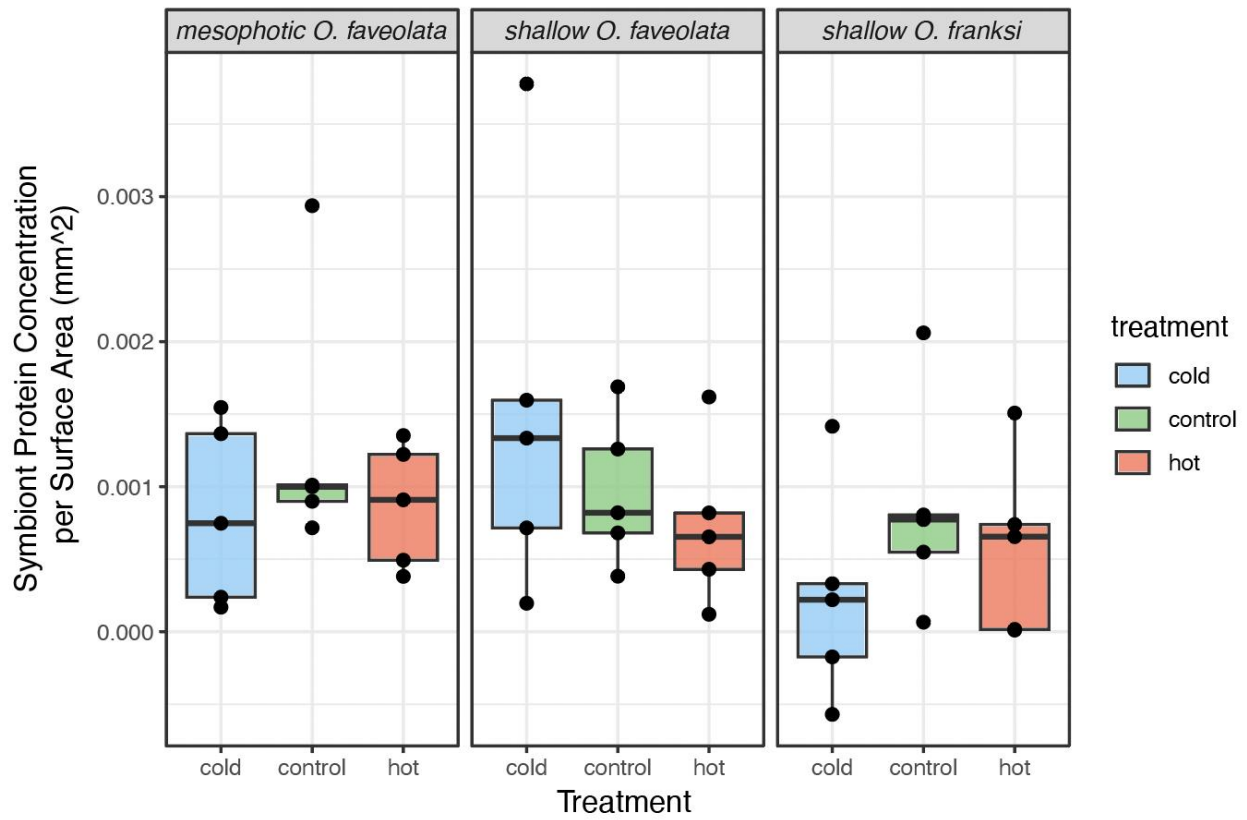 mesophotic O. faveolata
shallow O. faveolata
shallow O. franksi
Symbiont Protein Concentration
per Surface Area (mm^2)
0.003
0.002
0.001
0.000
cold
control
hot
cold
control
hot
cold
control
hot
Treatment
treatment
cold
control
hot